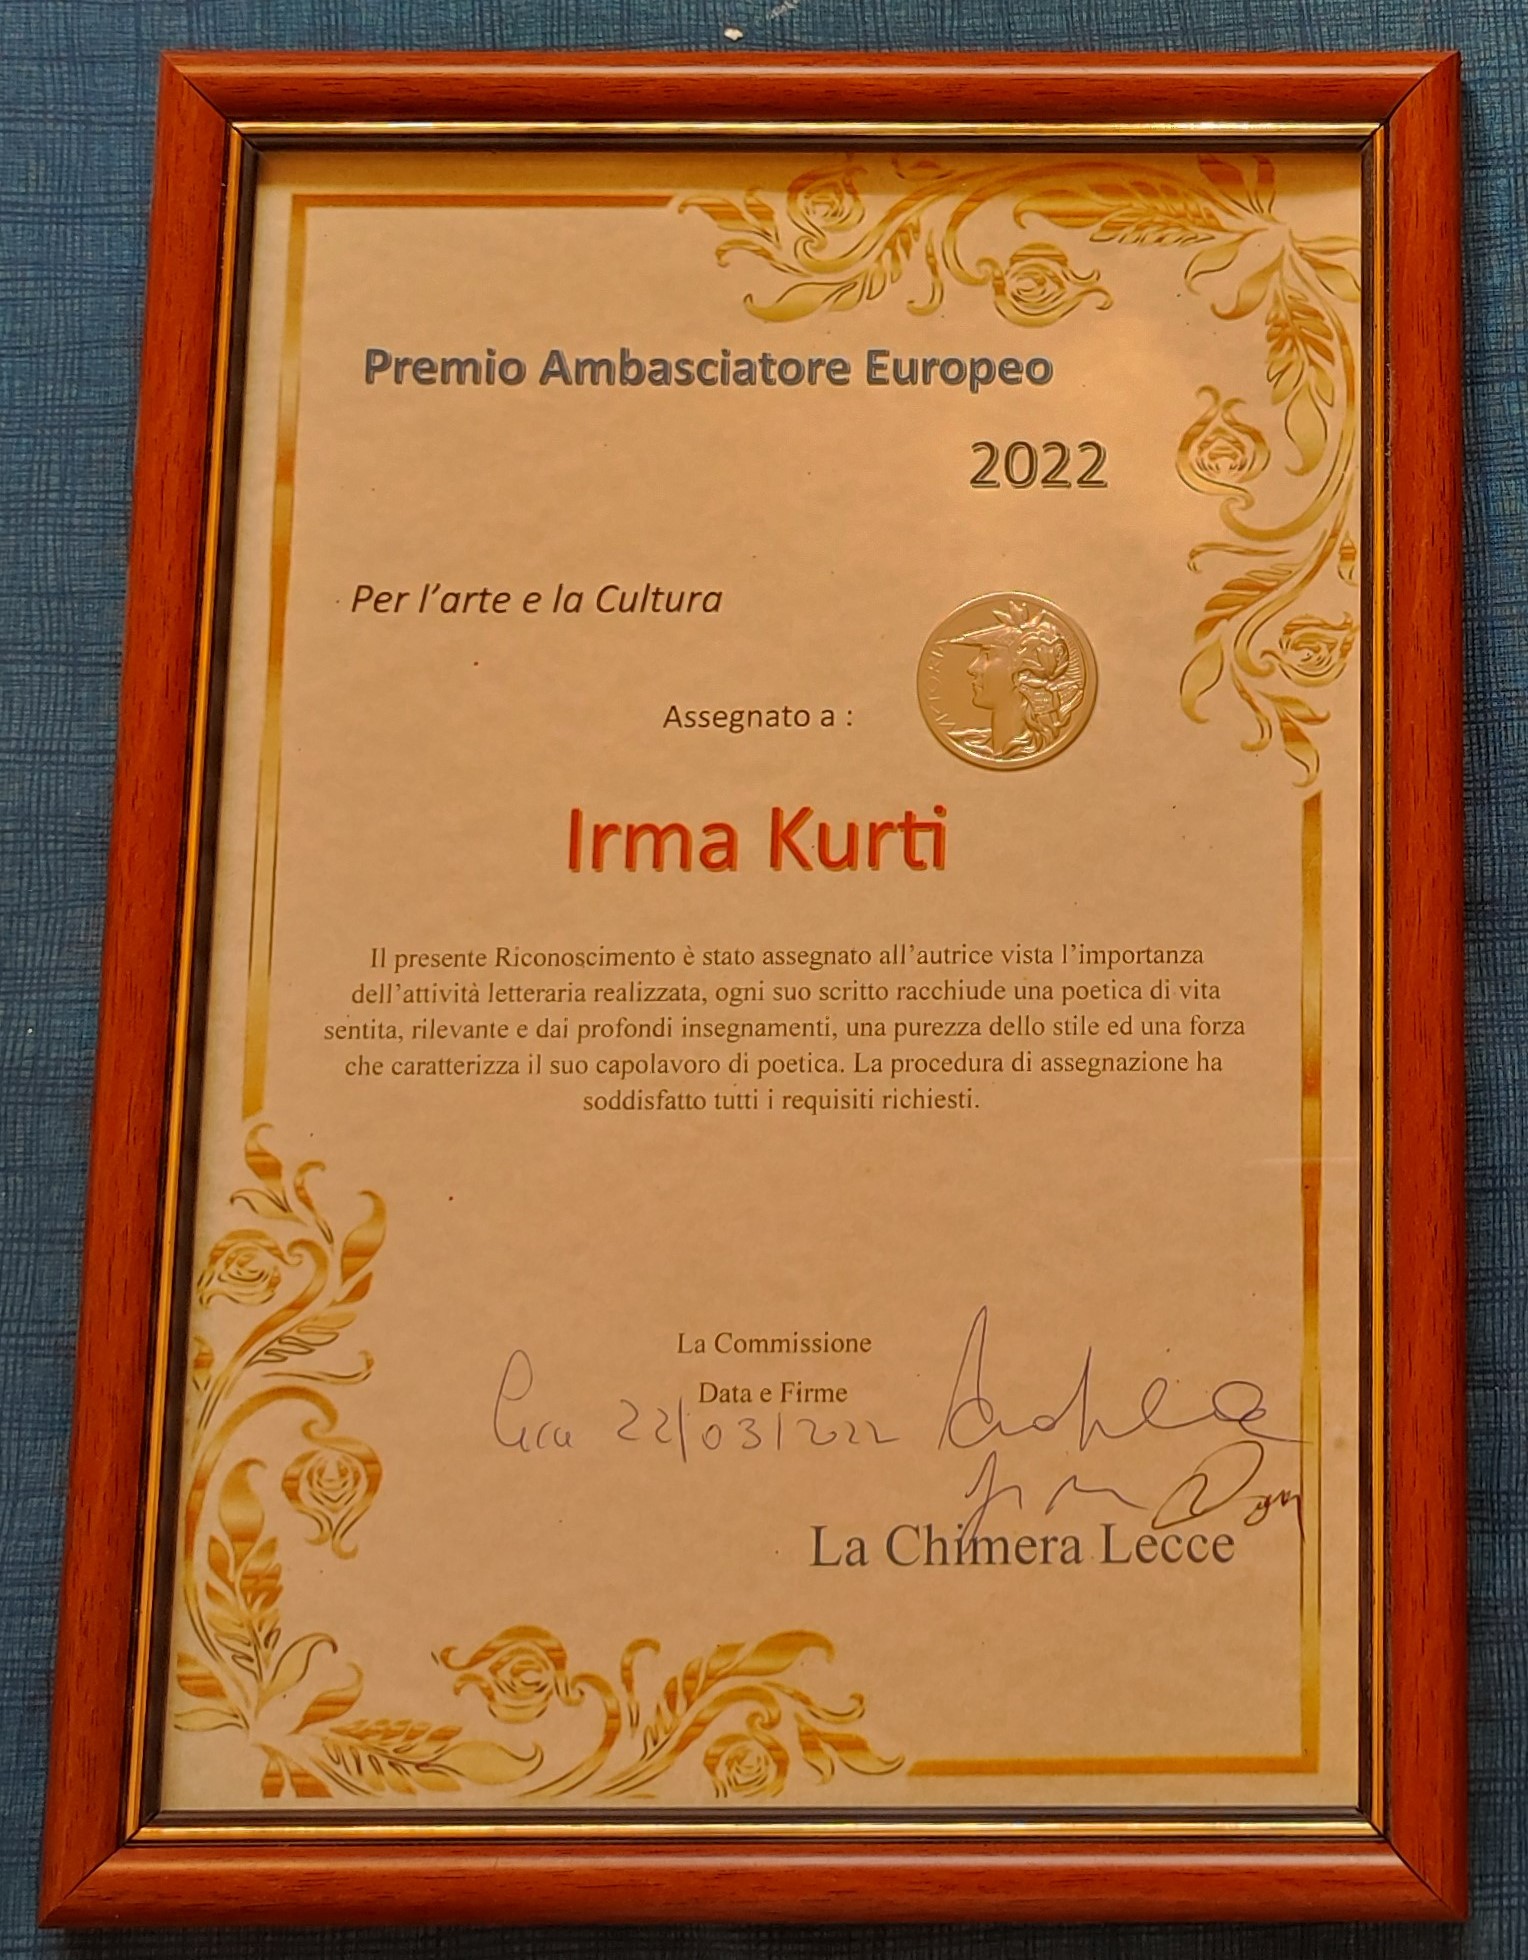 Premio Ambasciatore Europeo
2022
Per l'arte e la Cultura
VICTORIA
Assegnato a :
Irma Kurti
Il presente Riconoscimento è stato assegnato all'autrice vista l'importanza
dell'attività letteraria realizzata, ogni suo scritto racchiude una poetica di vita
sentita, rilevante e dai profondi insegnamenti, una purezza dello stile ed una forza
che caratterizza il suo capolavoro di poetica. La procedura di assegnazione ha
soddisfatto tutti i requisiti richiesti.
La Commissione
Data e Firme
22/03/2022
La Chimera Lecce